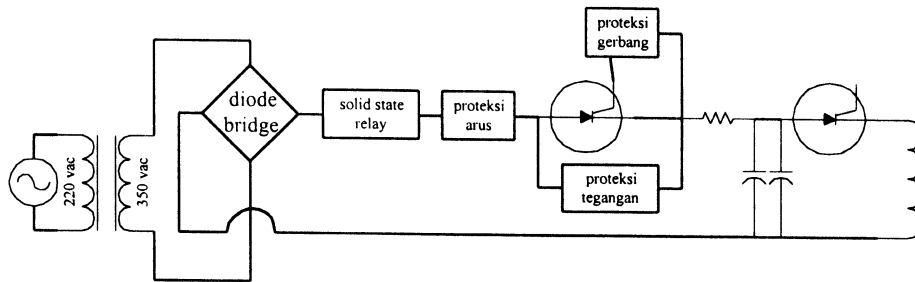 220 vac
350 vac
diode
bridge
solid state
relay
proteksi
arus
proteksi
gerbang
proteksi
tegangan